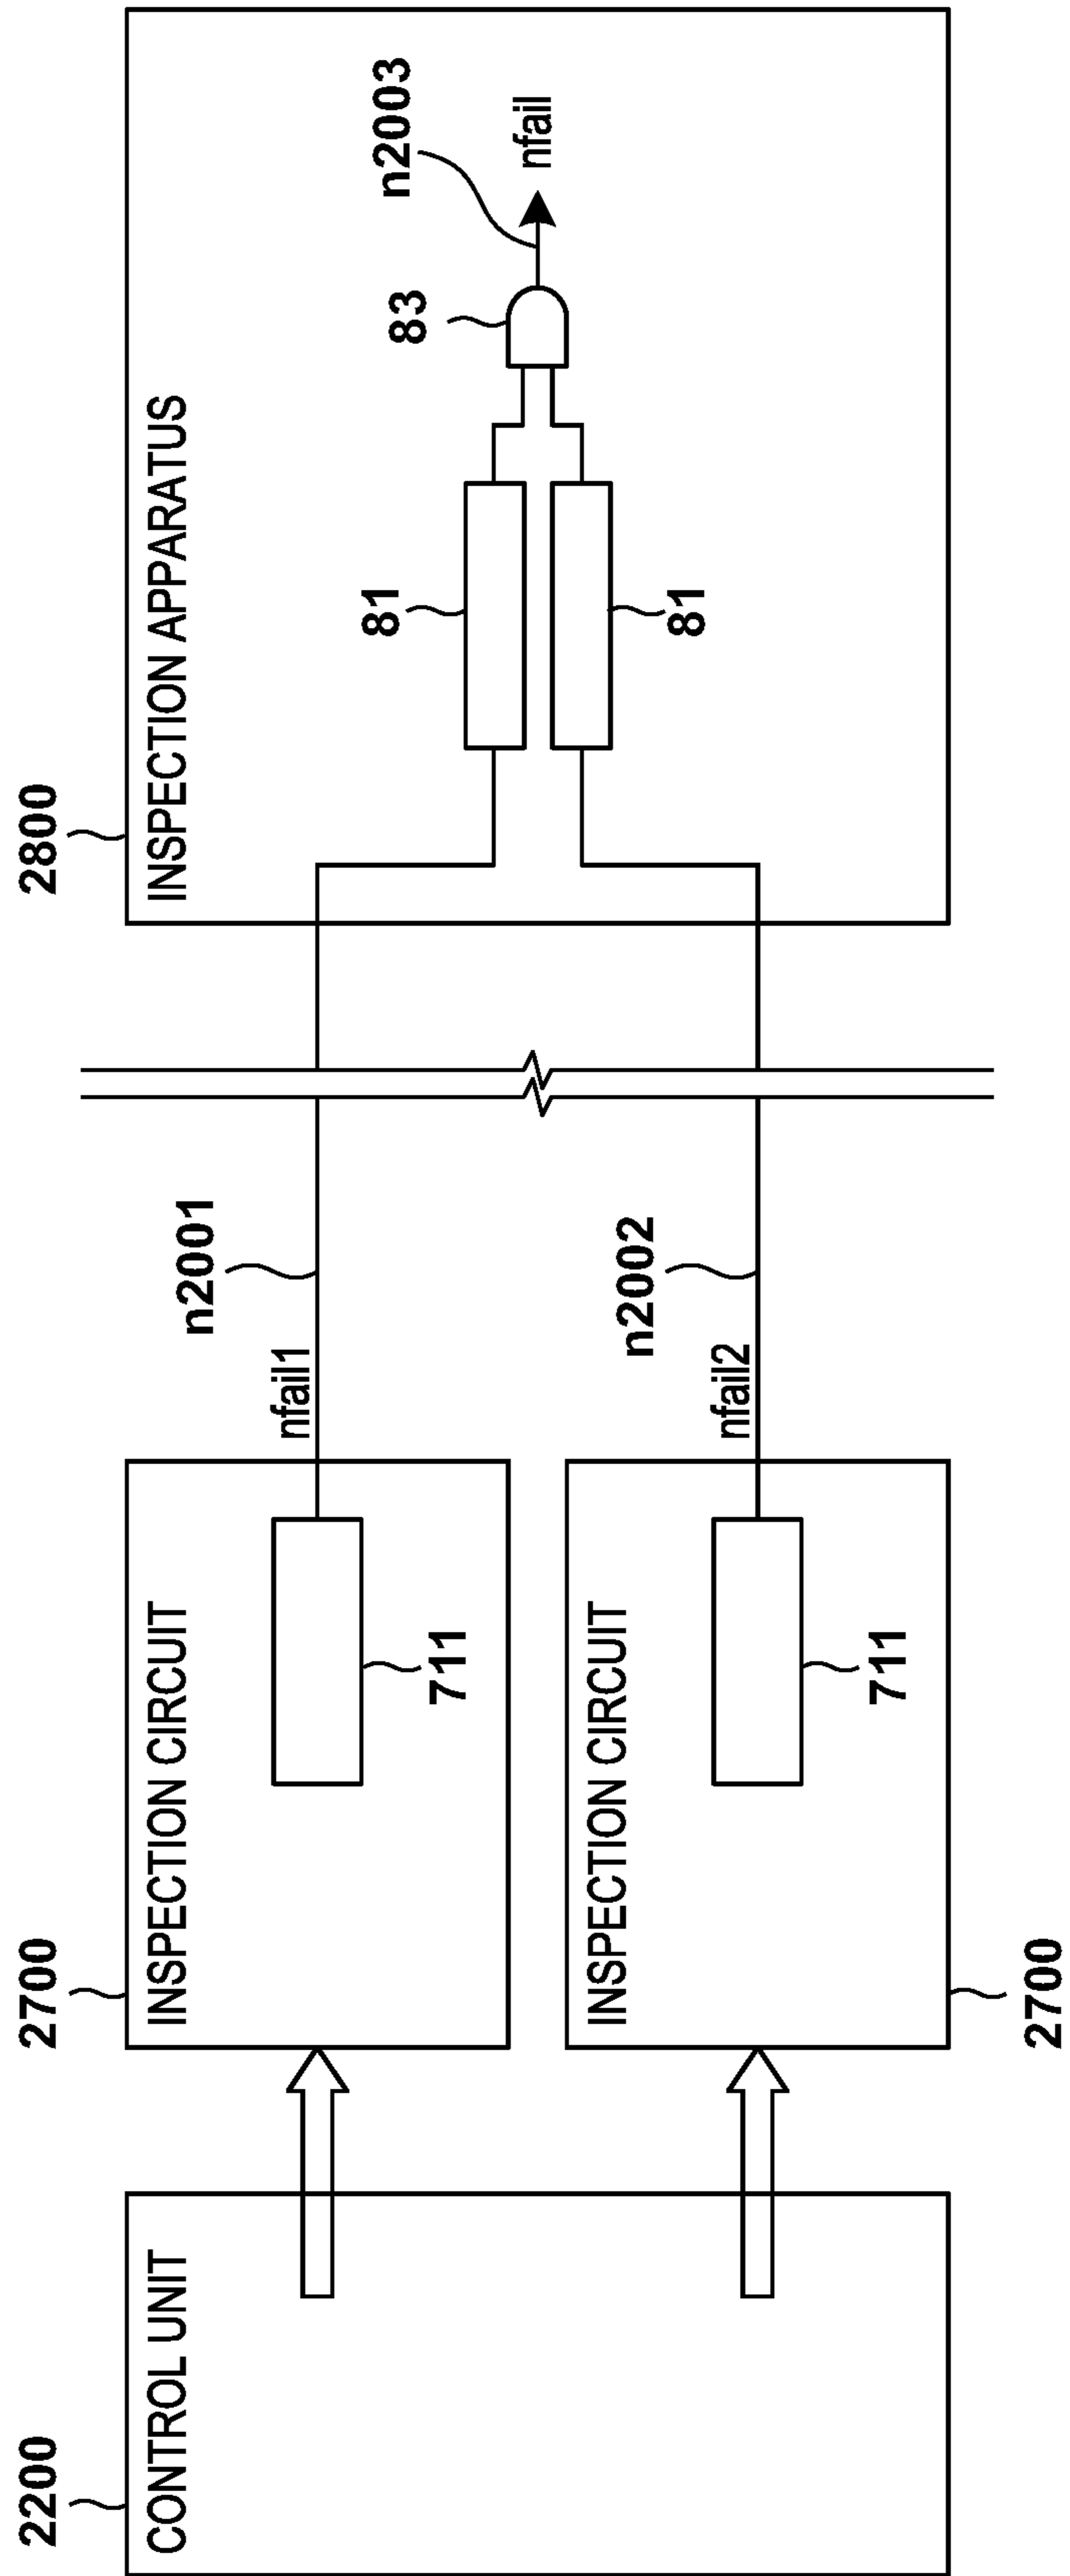 2200
CONTROL UNIT
2700
INSPECTION CIRCUIT
711
nfail1
n2001
INSPECTION CIRCUIT
711
2700
nfail2
n2002
2800
INSPECTION APPARATUS
81
81
83
n2003
nfail